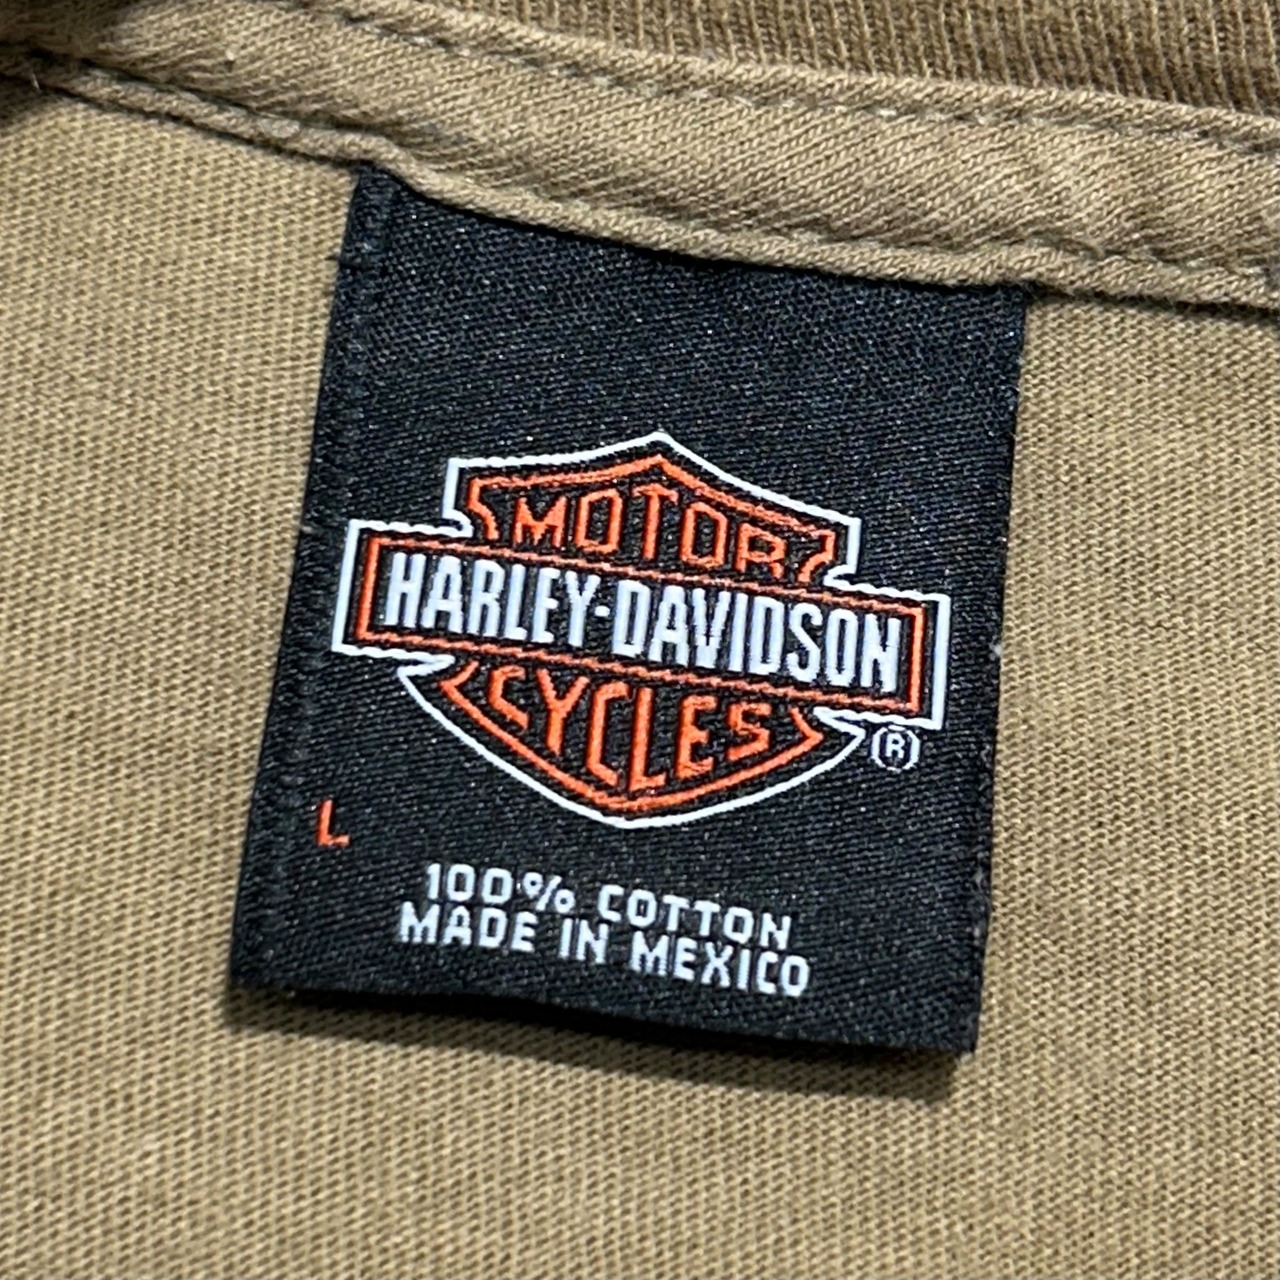 MOTOR
HARLEY-DAVIDSON
CYCLES
®
L
100% COTTON
MADE IN MEXICO